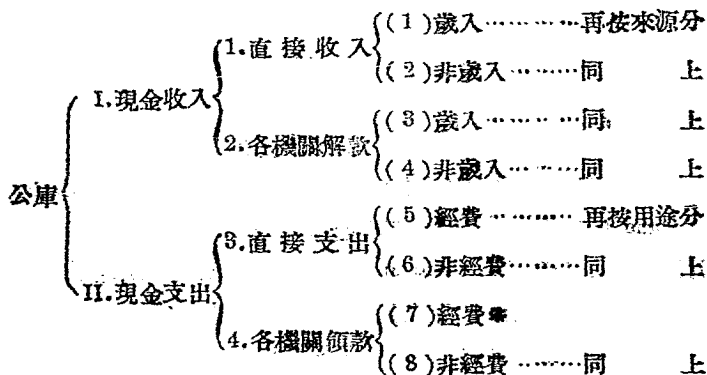 (1)歲入………再按來源分
1.直接收入
(2)非歲入………同 上
I.現金收入
(3)歲入………同 上
2.各機關解款
(4)非歲入………同 上
公庫
(5)經費………再按用途分
3.直接支出
(6)非經費………同 上
II.現金支出
(7)經費*
4.各機關領款
(8)非經費………同 上